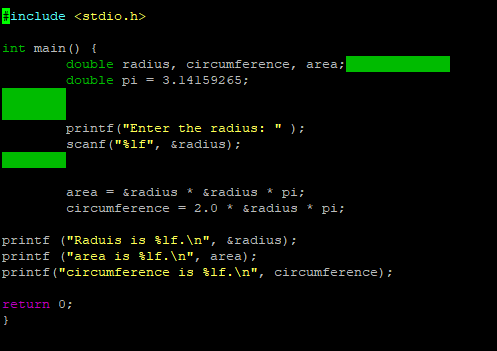 #include <stdio.h>
int main() {
double radius, circumference, area;
double pi = 3.14159265;
printf("Enter the radius: " );
scanf("%lf", &radius);
area = &radius * &radius * pi;
circumference = 2.0 * &radius * pi;
printf ("Raduis is %lf.\n", &radius);
printf ("area is %lf.\n", area);
printf("circumference is %lf.\n", circumference);
return 0;
}